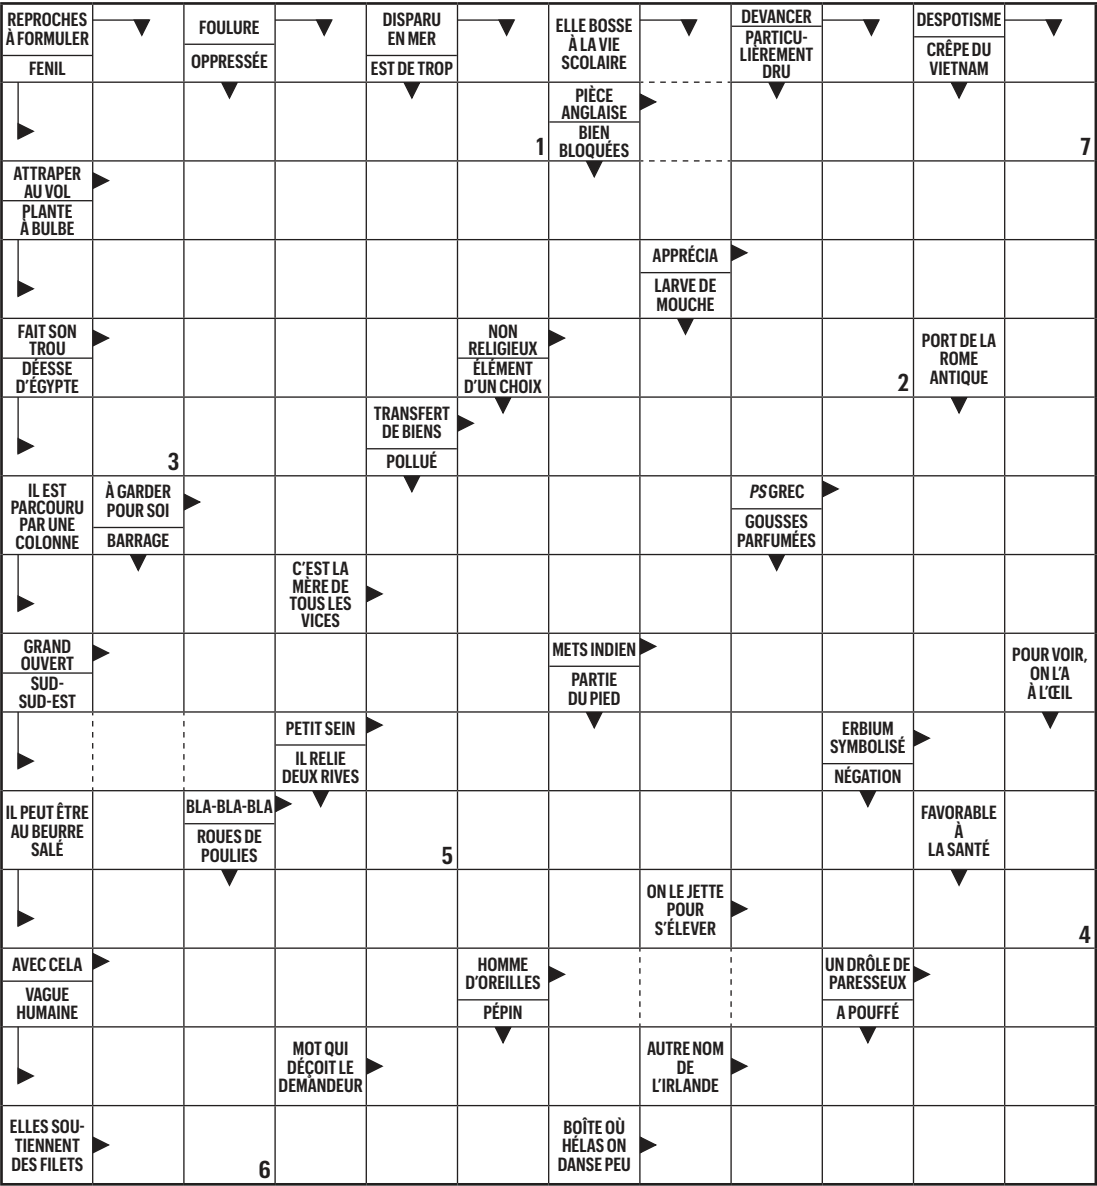 REPROCHES
À FORMULER
FENIL
FOULURE
OPPRESSÉE
DISPARU
EN MER
EST DE TROP
ELLE BOSSE
À LA VIE
SCOLAIRE
DEVANCER
PARTICU-
LIÈREMENT
DRU
DESPOTISME
CRÊPE DU
VIETNAM
1
PIÈCE
ANGLAISE
BIEN
BLOQUÉES
7
ATTRAPER
AU VOL
PLANTE
À BULBE
APPRÉCIA
LARVE DE
MOUCHE
FAIT SON
TROU
DÉESSE
D'ÉGYPTE
NON
RELIGIEUX
ÉLÉMENT
D'UN CHOIX
2
PORT DE LA
ROME
ANTIQUE
3
TRANSFERT
DE BIENS
POLLUÉ
IL EST
PARCOURU
PAR UNE
COLONNE
À GARDER
POUR SOI
BARRAGE
PS GREC
GOUSSES
PARFUMÉES
C'EST LA
MÈRE DE
TOUS LES
VICES
GRAND
OUVERT
SUD-
SUD-EST
METS INDIEN
PARTIE
DU PIED
POUR VOIR,
ON L'A
À L'ŒIL
PETIT SEIN
IL RELIE
DEUX RIVES
ERBIUM
SYMBOLISÉ
NÉGATION
IL PEUT ÊTRE
AU BEURRE
SALÉ
BLA-BLA-BLA
ROUES DE
POULIES
5
FAVORABLE
À
LA SANTÉ
ON LE JETTE
POUR
S'ÉLEVER
4
AVEC CELA
VAGUE
HUMAINE
HOMME
D'OREILLES
PÉPIN
UN DRÔLE DE
PARESSEUX
A POUFFÉ
MOT QUI
DÉÇOIT LE
DEMANDEUR
AUTRE NOM
DE
L'IRLANDE
ELLES SOU-
TIENNENT
DES FILETS
6
BOÎTE OÙ
HÉLAS ON
DANSE PEU